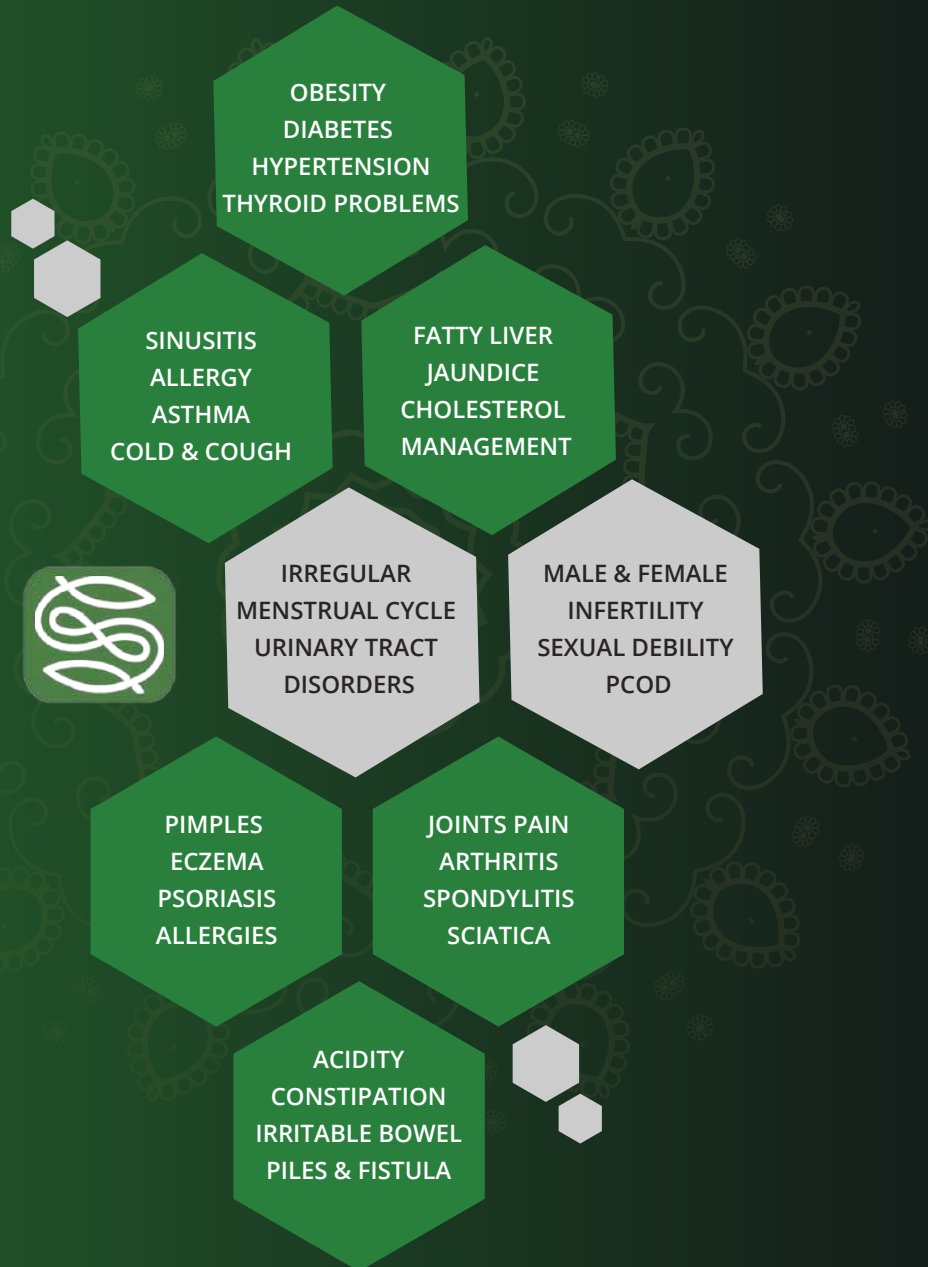 OBESITY
DIABETES
HYPERTENSION
THYROID PROBLEMS
SINUSITIS
ALLERGY
ASTHMA
COLD & COUGH
FATTY LIVER
JAUNDICE
CHOLESTEROL
MANAGEMENT
IRREGULAR
MENSTRUAL CYCLE
URINARY TRACT
DISORDERS
MALE & FEMALE
INFERTILITY
SEXUAL DEBILITY
PCOD
PIMPLES
ECZEMA
PSORIASIS
ALLERGIES
JOINTS PAIN
ARTHRITIS
SPONDYLITIS
SCIATICA
ACIDITY
CONSTIPATION
IRRITABLE BOWEL
PILES & FISTULA